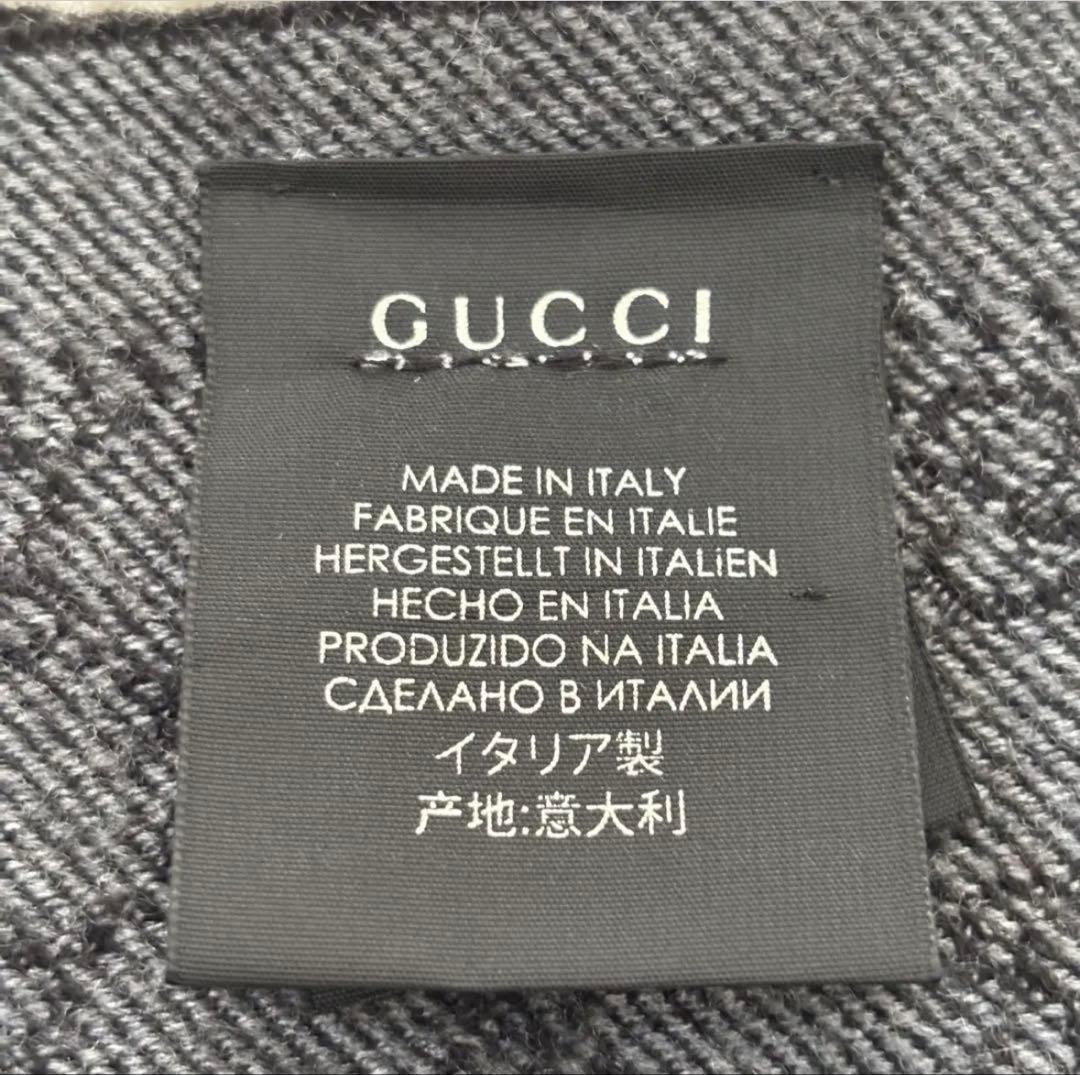 GUCCI
MADE IN ITALY
FABRIQUE EN ITALIE
HERGESTELLT IN ITALIEN
HECHO EN ITALIA
PRODUZIDO NA ITALIA
СДЕЛАНО В ИТАЛИИ
イタリア製
产地:意大利